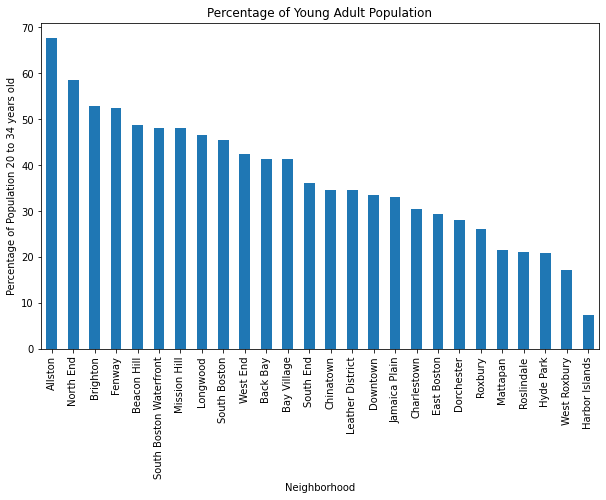 Percentage of Young Adult Population
Percentage of Population 20 to 34 years old
70
60
50
40
30
20
10
0
Allston
North End
Brighton
Fenway
Beacon Hill
South Boston Waterfront
Mission Hill
Longwood
South Boston
West End
Back Bay
Bay Village
South End
Chinatown
Leather District
Downtown
Jamaica Plain
Charlestown
East Boston
Dorchester
Roxbury
Mattapan
Roslindale
Hyde Park
West Roxbury
Harbor Islands
Neighborhood